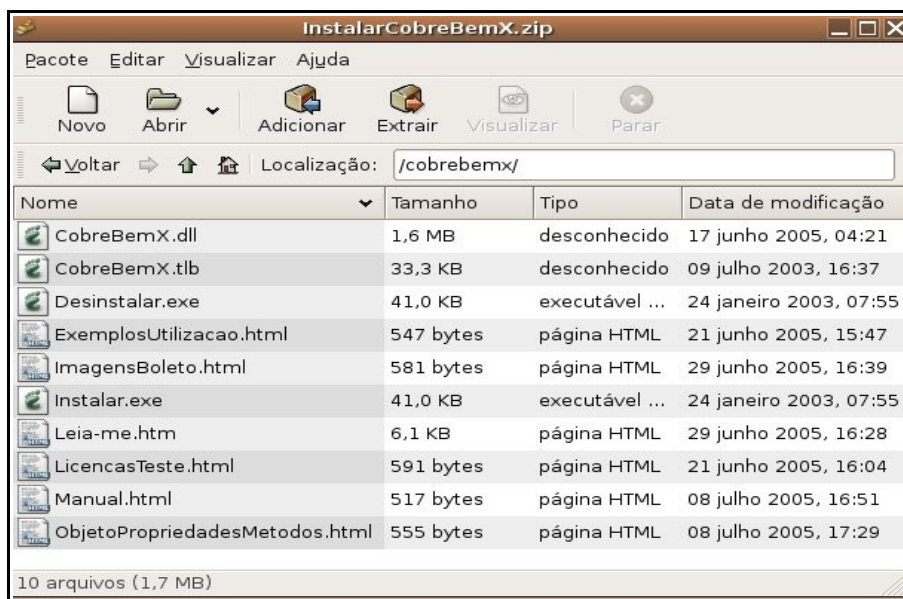 InstalarCobreBemX.zip
Pacote Editar Visualizar Ajuda
Novo Abrir Adicionar Extrair Visualizar Parar
Voltar Localização: /cobrebemx/
Nome Tamanho Tipo Data de modificação
CobreBemX.dll 1,6 MB desconhecido 17 junho 2005, 04:21
CobreBemX.tlb 33,3 KB desconhecido 09 julho 2003, 16:37
Desinstalar.exe 41,0 KB executável ... 24 janeiro 2003, 07:55
ExemplosUtilizacao.html 547 bytes página HTML 21 junho 2005, 15:47
ImagensBoleto.html 581 bytes página HTML 29 junho 2005, 16:39
Instalar.exe 41,0 KB executável ... 24 janeiro 2003, 07:55
Leia-me.htm 6,1 KB página HTML 29 junho 2005, 16:28
LicencasTeste.html 591 bytes página HTML 21 junho 2005, 16:04
Manual.html 517 bytes página HTML 08 julho 2005, 16:51
ObjetoPropriedadesMetodos.html 555 bytes página HTML 08 julho 2005, 17:29
10 arquivos (1,7 MB)